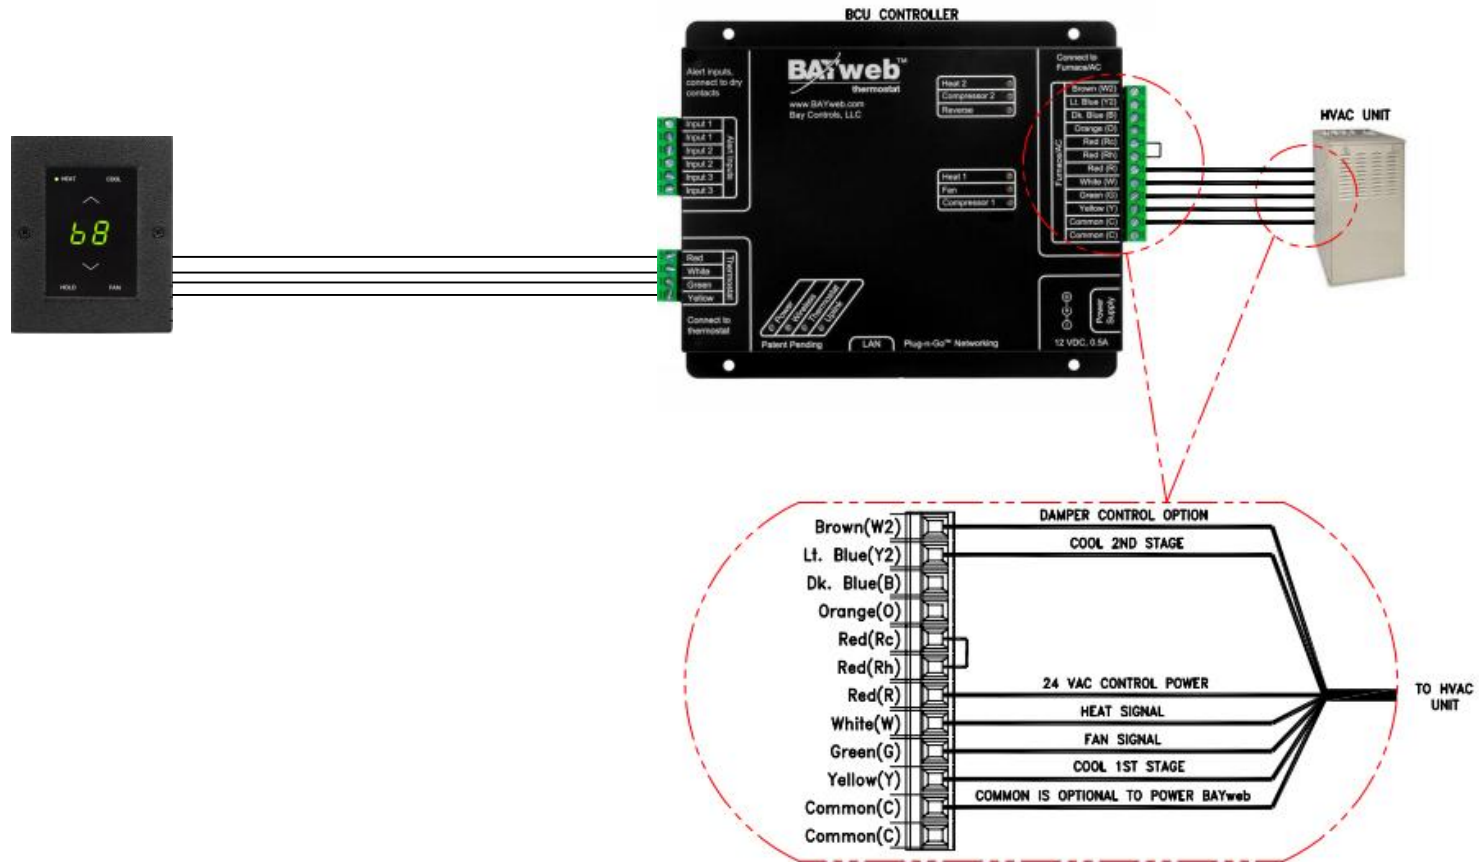 BCU CONTROLLER
Alert inputs,
connect to dry
contacts
BAYweb™
thermostat
www.BAYweb.com
Bay Controls, LLC
Heat 2
Compressor 2
Reverse
Connect to
Furnace/AC
Brown (W2)
Lt. Blue (Y2)
Dk. Blue (B)
Orange (O)
Red (Rc)
Red (Rh)
Red (R)
White (W)
Green (G)
Yellow (Y)
Common (C)
Common (C)
Furnace/AC
HVAC UNIT
Input 1
Input 1
Input 2
Input 2
Input 3
Input 3
Alert Inputs
Heat 1
Fan
Compressor 1
HEAT COOL
68
HOLD FAN
Red
White
Green
Yellow
Thermostat
Connect to
thermostat
Power
Wireless
Thermostat
Uplink
Patent Pending
LAN
Plug-n-Go™ Networking
Power
Supply
12 VDC, 0.5A
Brown(W2)
DAMPER CONTROL OPTION
Lt. Blue(Y2)
COOL 2ND STAGE
Dk. Blue(B)
Orange(O)
Red(Rc)
Red(Rh)
Red(R)
24 VAC CONTROL POWER
White(W)
HEAT SIGNAL
Green(G)
FAN SIGNAL
Yellow(Y)
COOL 1ST STAGE
Common(C)
COMMON IS OPTIONAL TO POWER BAYweb
Common(C)
TO HVAC
UNIT